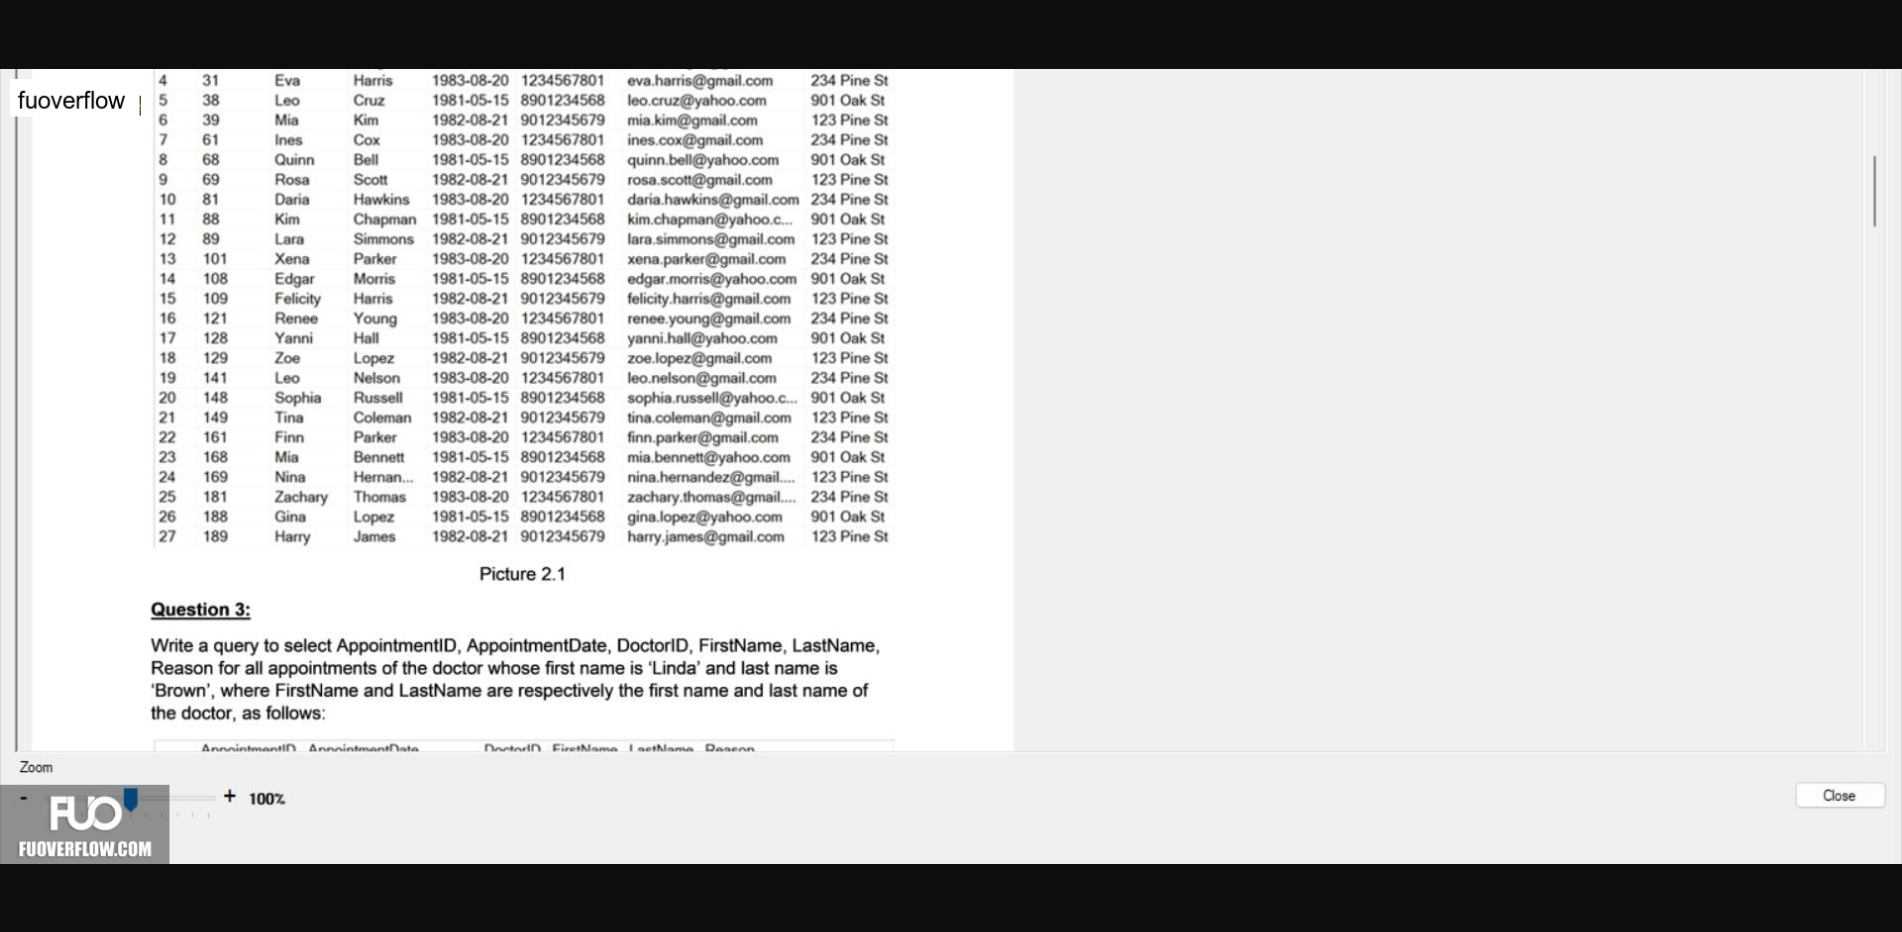 fuoverflow
4 31 Eva Harris 1983-08-20 1234567801 eva.harris@gmail.com 234 Pine St
5 38 Leo Cruz 1981-05-15 8901234568 leo.cruz@yahoo.com 901 Oak St
6 39 Mia Kim 1982-08-21 9012345679 mia.kim@gmail.com 123 Pine St
7 61 Ines Cox 1983-08-20 1234567801 ines.cox@gmail.com 234 Pine St
8 68 Quinn Bell 1981-05-15 8901234568 quinn.bell@yahoo.com 901 Oak St
9 69 Rosa Scott 1982-08-21 9012345679 rosa.scott@gmail.com 123 Pine St
10 81 Daria Hawkins 1983-08-20 1234567801 daria.hawkins@gmail.com 234 Pine St
11 88 Kim Chapman 1981-05-15 8901234568 kim.chapman@yahoo.c... 901 Oak St
12 89 Lara Simmons 1982-08-21 9012345679 lara.simmons@gmail.com 123 Pine St
13 101 Xena Parker 1983-08-20 1234567801 xena.parker@gmail.com 234 Pine St
14 108 Edgar Morris 1981-05-15 8901234568 edgar.morris@yahoo.com 901 Oak St
15 109 Felicity Harris 1982-08-21 9012345679 felicity.harris@gmail.com 123 Pine St
16 121 Renee Young 1983-08-20 1234567801 renee.young@gmail.com 234 Pine St
17 128 Yanni Hall 1981-05-15 8901234568 yanni.hall@yahoo.com 901 Oak St
18 129 Zoe Lopez 1982-08-21 9012345679 zoe.lopez@gmail.com 123 Pine St
19 141 Leo Nelson 1983-08-20 1234567801 leo.nelson@gmail.com 234 Pine St
20 148 Sophia Russell 1981-05-15 8901234568 sophia.russell@yahoo.c... 901 Oak St
21 149 Tina Coleman 1982-08-21 9012345679 tina.coleman@gmail.com 123 Pine St
22 161 Finn Parker 1983-08-20 1234567801 finn.parker@gmail.com 234 Pine St
23 168 Mia Bennett 1981-05-15 8901234568 mia.bennett@yahoo.com 901 Oak St
24 169 Nina Hernan... 1982-08-21 9012345679 nina.hernandez@gmail.... 123 Pine St
25 181 Zachary Thomas 1983-08-20 1234567801 zachary.thomas@gmail.... 234 Pine St
26 188 Gina Lopez 1981-05-15 8901234568 gina.lopez@yahoo.com 901 Oak St
27 189 Harry James 1982-08-21 9012345679 harry.james@gmail.com 123 Pine St
Picture 2.1
Question 3:
Write a query to select AppointmentID, AppointmentDate, DoctorID, FirstName, LastName,
Reason for all appointments of the doctor whose first name is ‘Linda’ and last name is
‘Brown’, where FirstName and LastName are respectively the first name and last name of
the doctor, as follows:
AppointmentID AppointmentDate DoctorID FirstName LastName Reason
Zoom
- + 100%
Close
FUO
FUOVERFLOW.COM